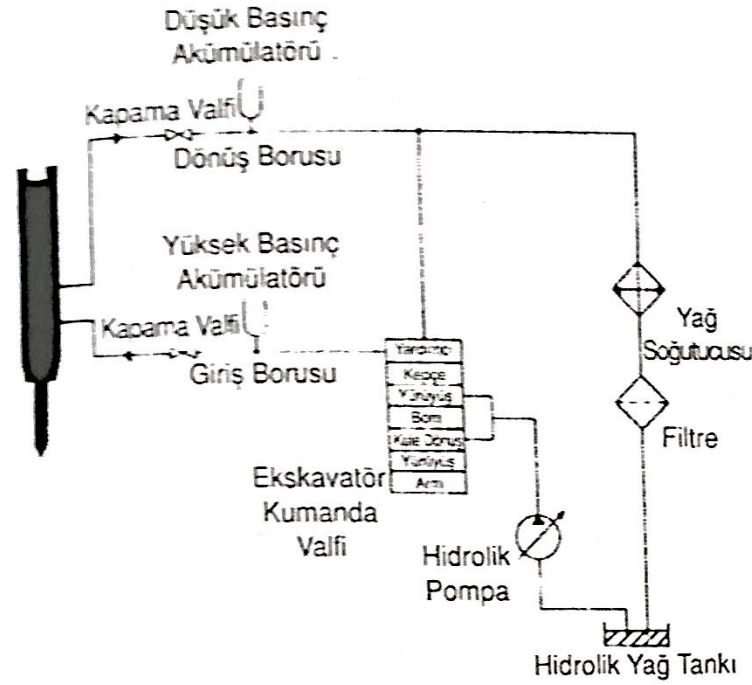 Düşük Basınç
Akümülatörü
Kapama Valfi
Dönüş Borusu
Yüksek Basınç
Akümülatörü
Kapama Valfi
Giriş Borusu
Yardımcı
Kepçe
Yürüyüş
Bom
Kule Dönüş
Yürüyüş
Arm
Ekskavatör
Kumanda
Valfi
Hidrolik
Pompa
Yağ
Soğutucusu
Filtre
Hidrolik Yağ Tankı